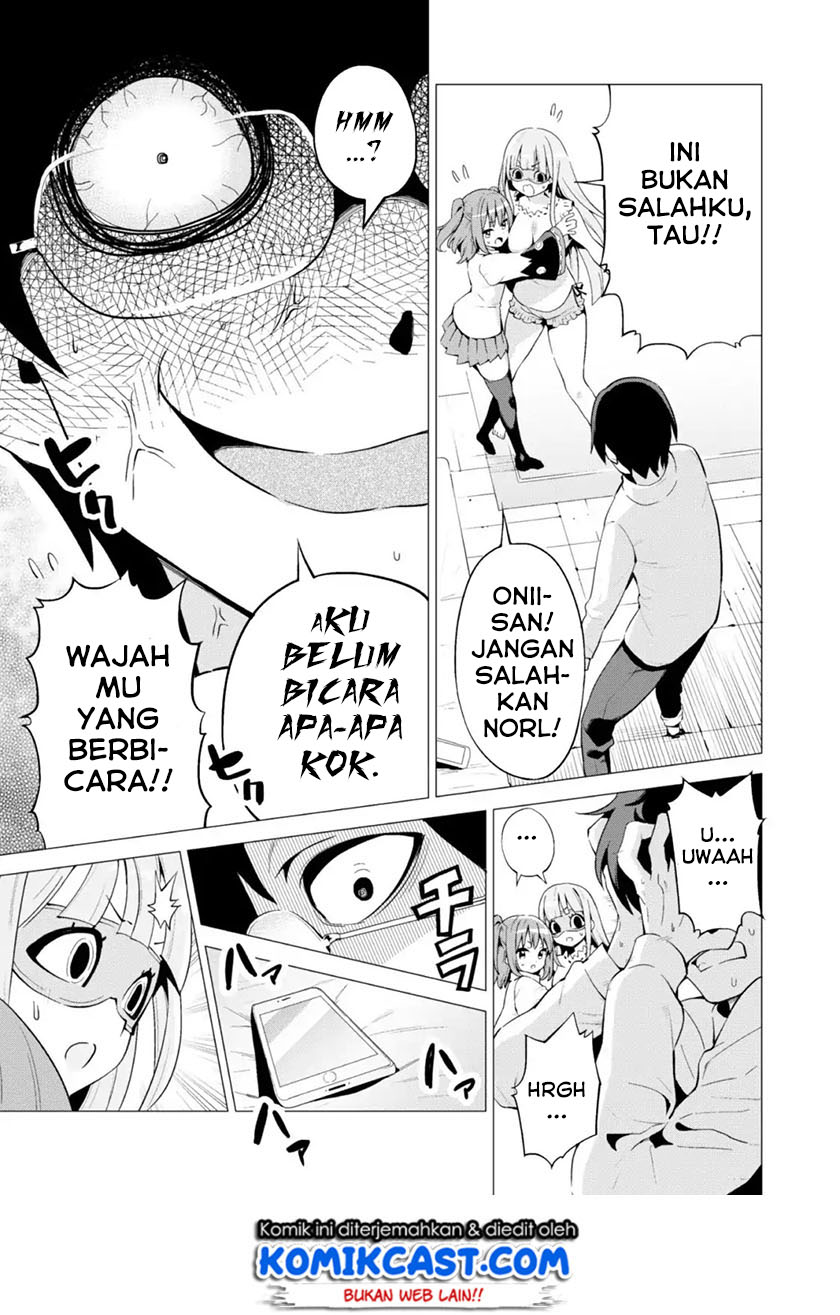 INI
BUKAN
SALAHKU,
TAU!!
ONII-
SAN!
JANGAN
SALAH-
KAN
NORL!
HMM
...?
AKU
BELUM
BICARA
APA-APA
KOK.
WAJAH
MU
YANG
BERBI-
CARA!!
ヒク
ヒク
U...
UWAAH
...
...
HRGH
...
チラ
ハァ
ハァ
ハァ
Komik ini diterjemahkan & diedit oleh
KOMIKCAST.COM
BUKAN WEB LAIN!!